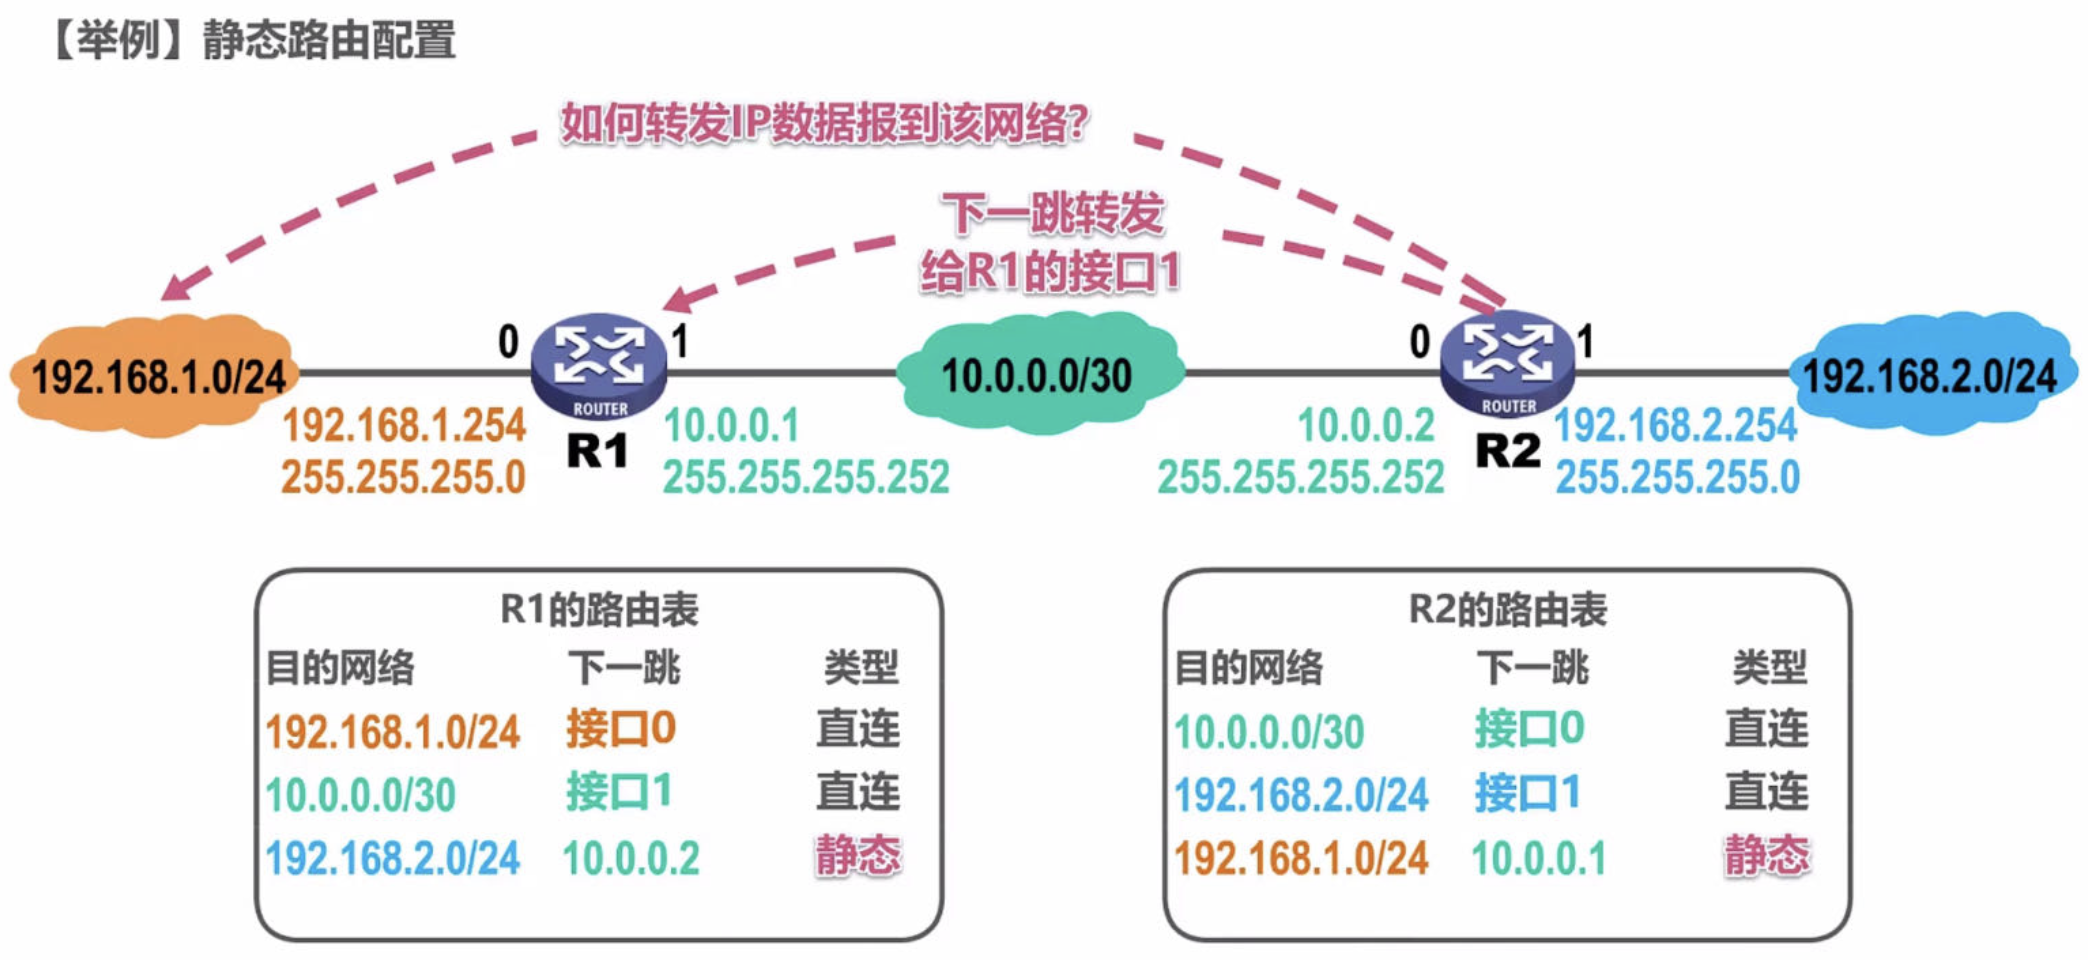 【举例】静态路由配置
如何转发IP数据报到该网络？
下一跳转发
给R1的接口1
0
1
0
1
192.168.1.0/24
10.0.0.0/30
192.168.2.0/24
ROUTER
ROUTER
192.168.1.254
255.255.255.0
R1
10.0.0.1
255.255.255.252
10.0.0.2
255.255.255.252
R2
192.168.2.254
255.255.255.0
R1的路由表
目的网络 下一跳 类型
192.168.1.0/24 接口0 直连
10.0.0.0/30 接口1 直连
192.168.2.0/24 10.0.0.2 静态
R2的路由表
目的网络 下一跳 类型
10.0.0.0/30 接口0 直连
192.168.2.0/24 接口1 直连
192.168.1.0/24 10.0.0.1 静态